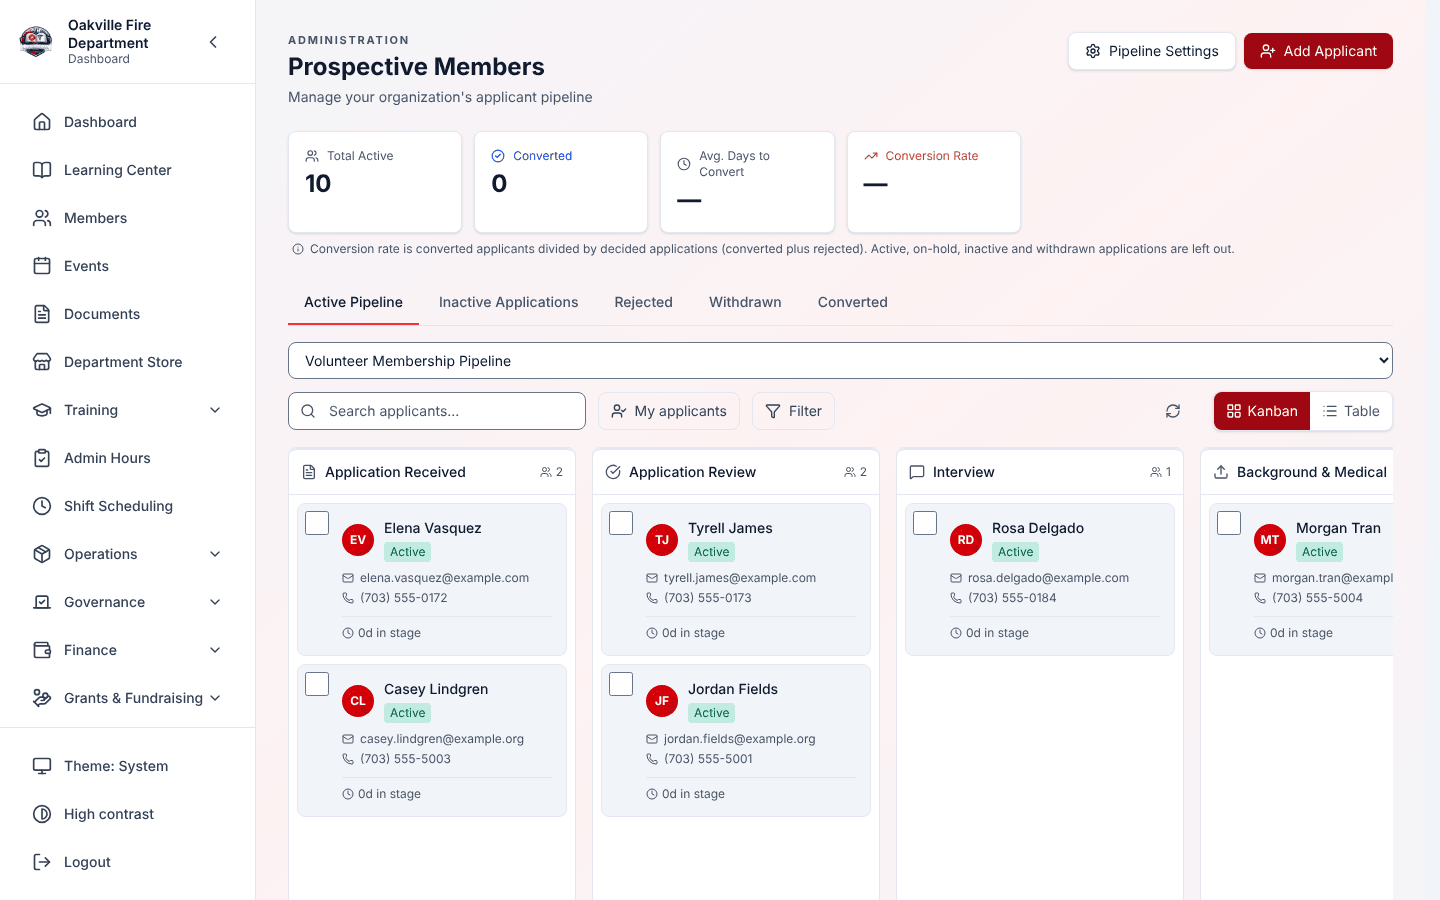 Oakville Fire
Department
Dashboard
Dashboard
Learning Center
Members
Events
Documents
Department Store
Training
Admin Hours
Shift Scheduling
Operations
Governance
Finance
Grants & Fundraising
Theme: System
High contrast
Logout
ADMINISTRATION
Prospective Members
Manage your organization's applicant pipeline
Pipeline Settings
Add Applicant
Total Active
10
Converted
0
Avg. Days to
Convert
—
Conversion Rate
—
Conversion rate is converted applicants divided by decided applications (converted plus rejected). Active, on-hold, inactive and withdrawn applications are left out.
Active Pipeline
Inactive Applications
Rejected
Withdrawn
Converted
Volunteer Membership Pipeline
Search applicants...
My applicants
Filter
Kanban
Table
Application Received
2
EV
Elena Vasquez
Active
elena.vasquez@example.com
(703) 555-0172
0d in stage
CL
Casey Lindgren
Active
casey.lindgren@example.org
(703) 555-5003
0d in stage
Application Review
2
TJ
Tyrell James
Active
tyrell.james@example.com
(703) 555-0173
0d in stage
JF
Jordan Fields
Active
jordan.fields@example.org
(703) 555-5001
0d in stage
Interview
1
RD
Rosa Delgado
Active
rosa.delgado@example.com
(703) 555-0184
0d in stage
Background & Medical
MT
Morgan Tran
Active
morgan.tran@exampl
(703) 555-5004
0d in stage